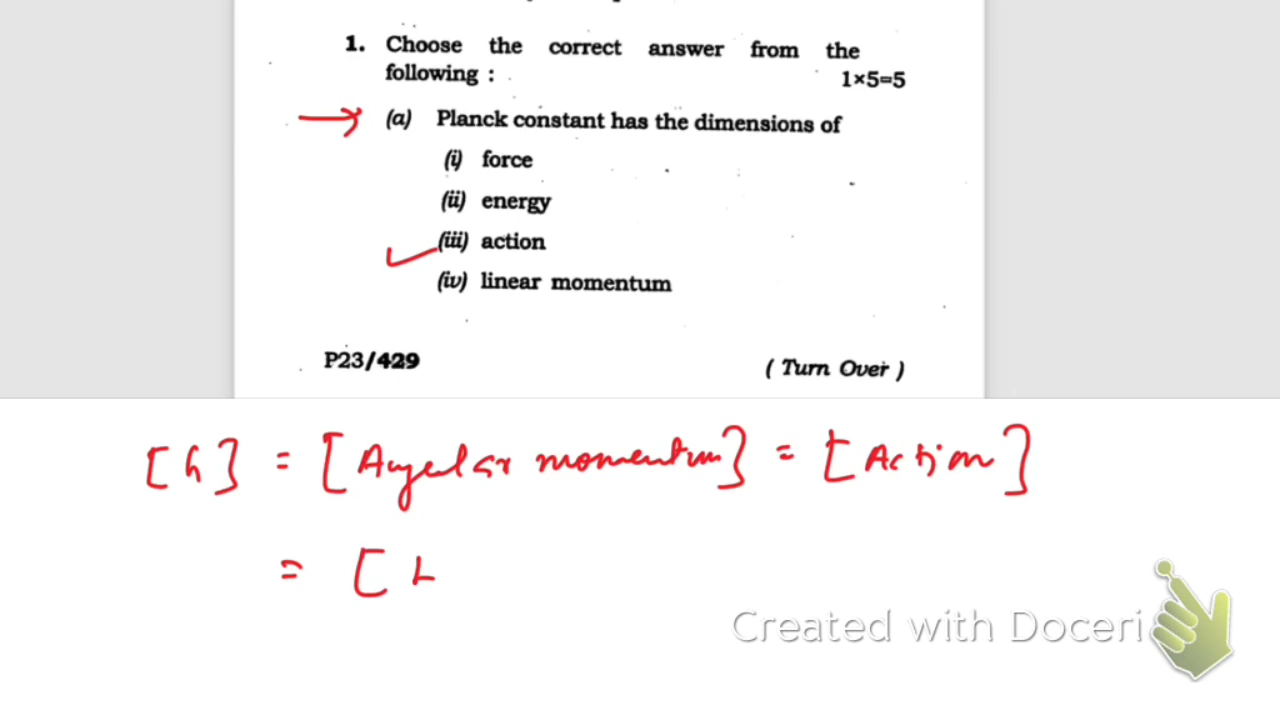 1. Choose the correct answer from the
following : 1×5=5
(a) Planck constant has the dimensions of
(i) force
(ii) energy
(iii) action
(iv) linear momentum
P23/429 ( Turn Over )
[h] = [Angular momentum] = [Action]
= [ L
Created with Doceri